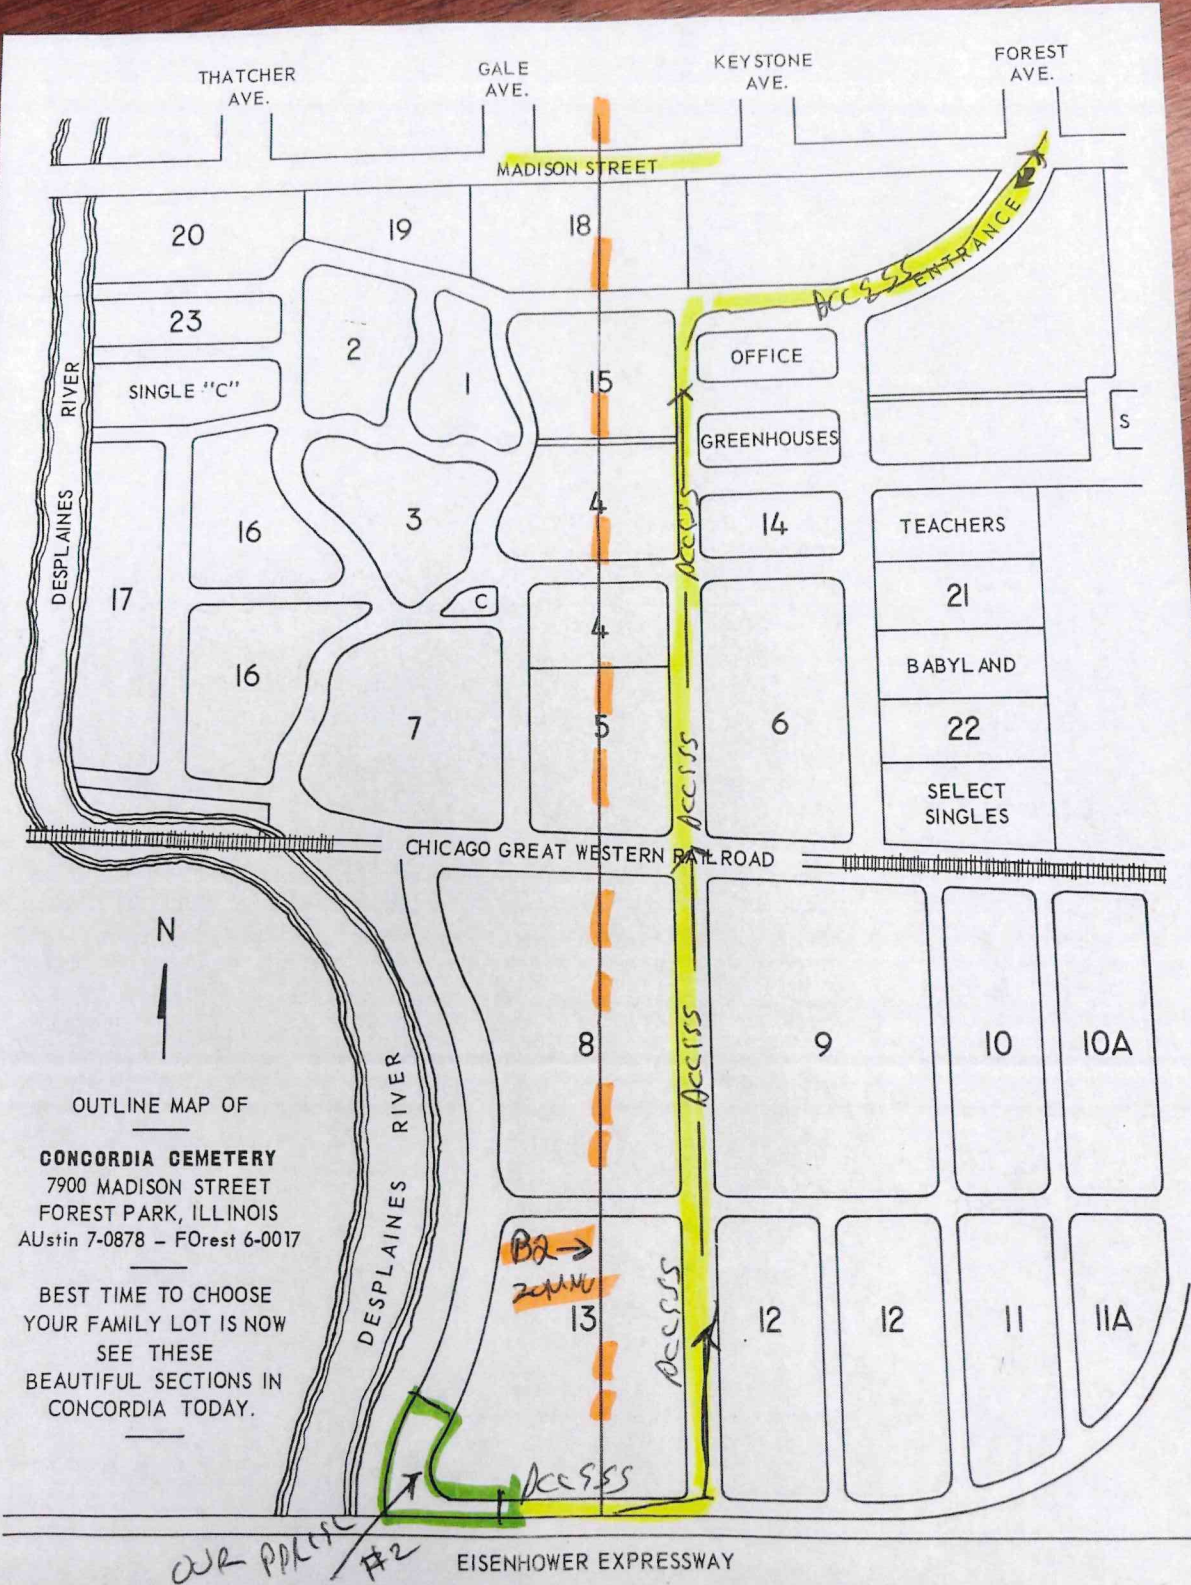 THATCHER
AVE.
GALE
AVE.
KEYSTONE
AVE.
FOREST
AVE.
MADISON STREET
20
19
18
ENTRANCE
ACCESS
23
2
1
15
OFFICE
SINGLE "C"
GREENHOUSES
S
DESPLAINES RIVER
16
3
4
ACCESS
14
TEACHERS
17
C
4
21
16
BABYLAND
7
5
6
22
ACCESS
SELECT
SINGLES
CHICAGO GREAT WESTERN RAILROAD
N
8
9
10
10A
ACCESS
OUTLINE MAP OF
CONCORDIA CEMETERY
7900 MADISON STREET
FOREST PARK, ILLINOIS
AUstin 7-0878 – FOrest 6-0017
BEST TIME TO CHOOSE
YOUR FAMILY LOT IS NOW
SEE THESE
BEAUTIFUL SECTIONS IN
CONCORDIA TODAY.
DESPLAINES RIVER
B2
ZONING
13
ACCESS
12
12
11
11A
ACCESS
OUR PARCEL
#2
EISENHOWER EXPRESSWAY